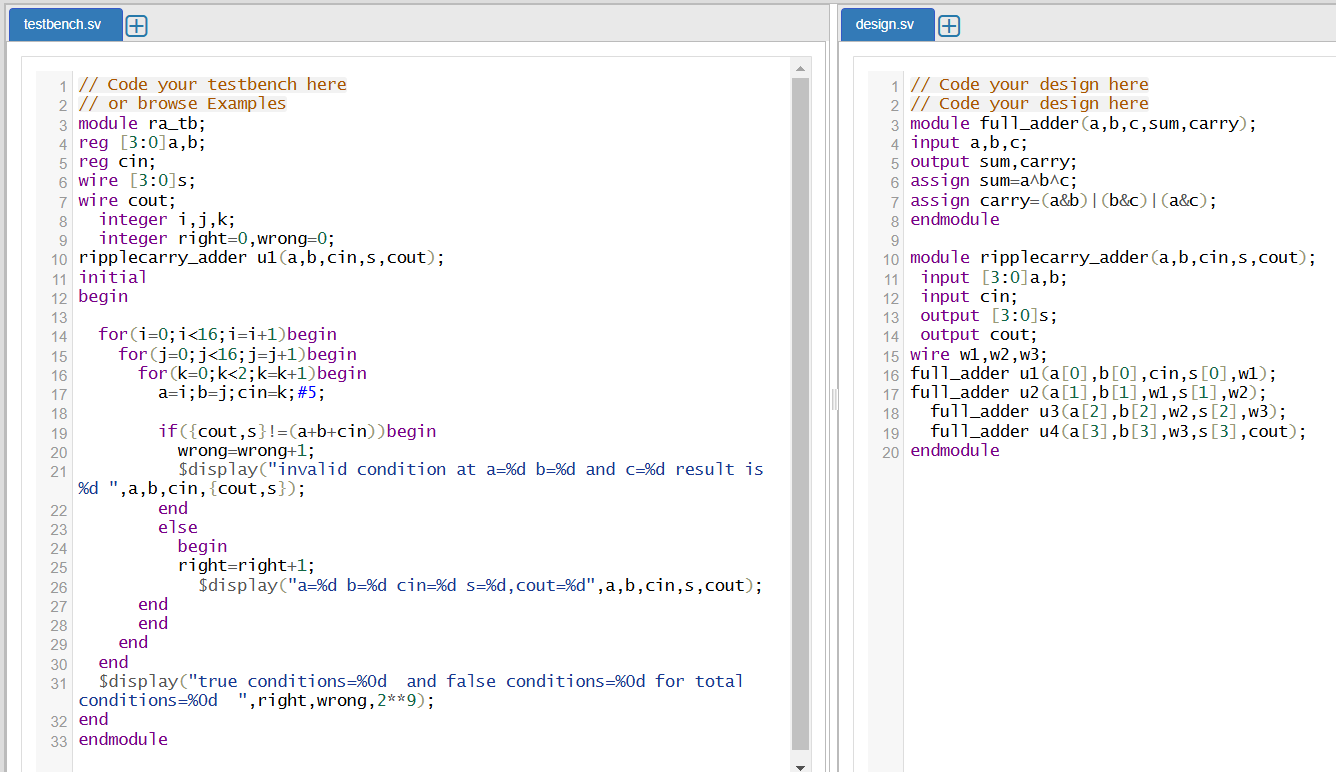 testbench.sv
1 // Code your testbench here
2 // or browse Examples
3 module ra_tb;
4 reg [3:0]a,b;
5 reg cin;
6 wire [3:0]s;
7 wire cout;
8   integer i,j,k;
9   integer right=0,wrong=0;
10 ripplecarry_adder u1(a,b,cin,s,cout);
11 initial
12 begin
13
14   for(i=0;i<16;i=i+1)begin
15     for(j=0;j<16;j=j+1)begin
16       for(k=0;k<2;k=k+1)begin
17         a=i;b=j;cin=k;#5;
18
19         if({cout,s}!=(a+b+cin))begin
20           wrong=wrong+1;
21           $display("invalid condition at a=%d b=%d and c=%d result is
%d ",a,b,cin,{cout,s});
22         end
23         else
24           begin
25           right=right+1;
26             $display("a=%d b=%d cin=%d s=%d,cout=%d",a,b,cin,s,cout);
27       end
28       end
29     end
30   end
31   $display("true conditions=%0d  and false conditions=%0d for total
conditions=%0d  ",right,wrong,2**9);
32 end
33 endmodule
design.sv
1 // Code your design here
2 // Code your design here
3 module full_adder(a,b,c,sum,carry);
4 input a,b,c;
5 output sum,carry;
6 assign sum=a^b^c;
7 assign carry=(a&b)|(b&c)|(a&c);
8 endmodule
9
10 module ripplecarry_adder(a,b,cin,s,cout);
11  input [3:0]a,b;
12  input cin;
13  output [3:0]s;
14  output cout;
15 wire w1,w2,w3;
16 full_adder u1(a[0],b[0],cin,s[0],w1);
17 full_adder u2(a[1],b[1],w1,s[1],w2);
18   full_adder u3(a[2],b[2],w2,s[2],w3);
19   full_adder u4(a[3],b[3],w3,s[3],cout);
20 endmodule